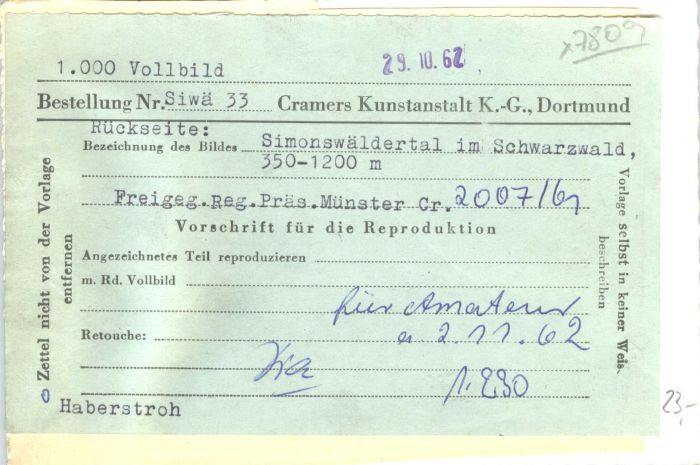 x7809
29.10.62
1.000 Vollbild
Bestellung Nr. Siwä 33 Cramers Kunstanstalt K.-G., Dortmund
Rückseite:
Bezeichnung des Bildes Simonswäldertal im Schwarzwald,
350-1200 m
Freigeg.Reg.Präs.Münster Cr. 2007/61
Vorschrift für die Reproduktion
Angezeichnetes Teil reproduzieren
m. Rd. Vollbild
für Amateur
2.11.62
Retouche:
1.230
Haberstroh
Zettel nicht von der Vorlage
entfernen
Vorlage selbst in keiner Weis.
beschreiben
23,-